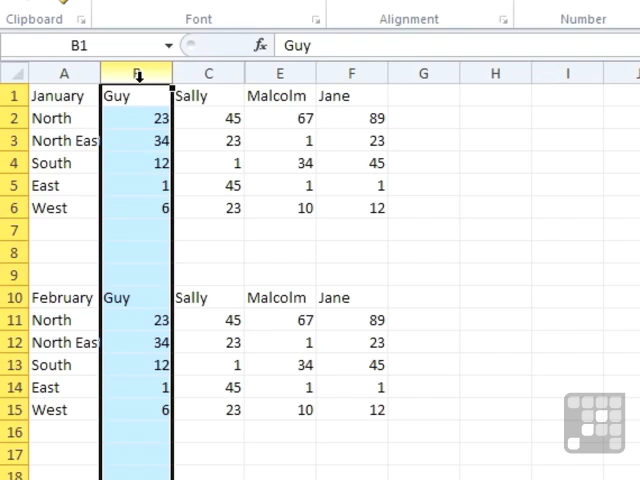 Clipboard Font Alignment Number
B1 fx Guy
A B C E F G H I J
1 January Guy Sally Malcolm Jane
2 North 23 45 67 89
3 North East 34 23 1 23
4 South 12 1 34 45
5 East 1 45 1 1
6 West 6 23 10 12
7
8
9
10 February Guy Sally Malcolm Jane
11 North 23 45 67 89
12 North East 34 23 1 23
13 South 12 1 34 45
14 East 1 45 1 1
15 West 6 23 10 12
16
17
18